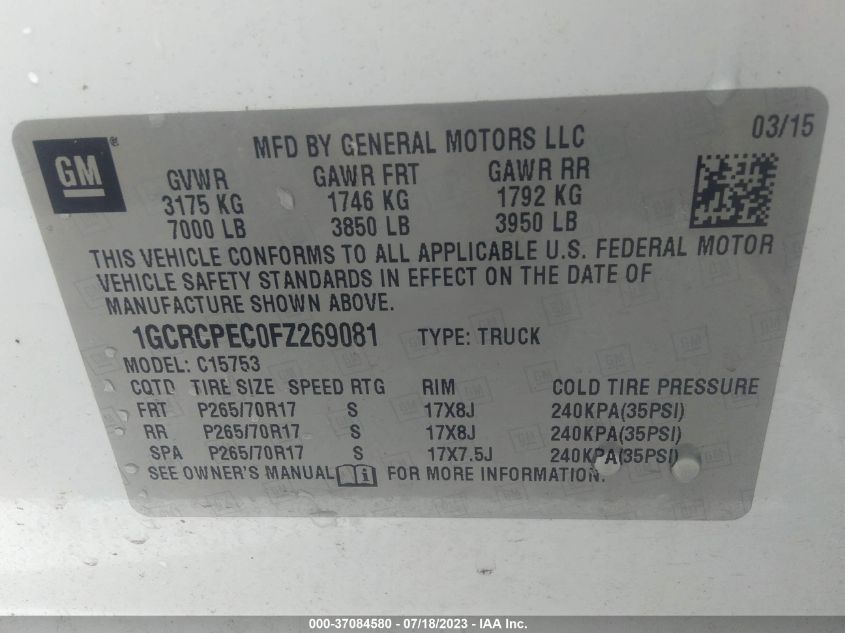 GM®
MFD BY GENERAL MOTORS LLC
03/15
GVWR GAWR FRT GAWR RR
3175 KG 1746 KG 1792 KG
7000 LB 3850 LB 3950 LB
THIS VEHICLE CONFORMS TO ALL APPLICABLE U.S. FEDERAL MOTOR
VEHICLE SAFETY STANDARDS IN EFFECT ON THE DATE OF
MANUFACTURE SHOWN ABOVE.
1GCRCPEC0FZ269081 TYPE: TRUCK
MODEL: C15753
CQTD TIRE SIZE SPEED RTG RIM COLD TIRE PRESSURE
FRT P265/70R17 S 17X8J 240KPA(35PSI)
RR P265/70R17 S 17X8J 240KPA(35PSI)
SPA P265/70R17 S 17X7.5J 240KPA(35PSI)
SEE OWNER'S MANUAL i FOR MORE INFORMATION.
000-37084580 - 07/18/2023 - IAA Inc.